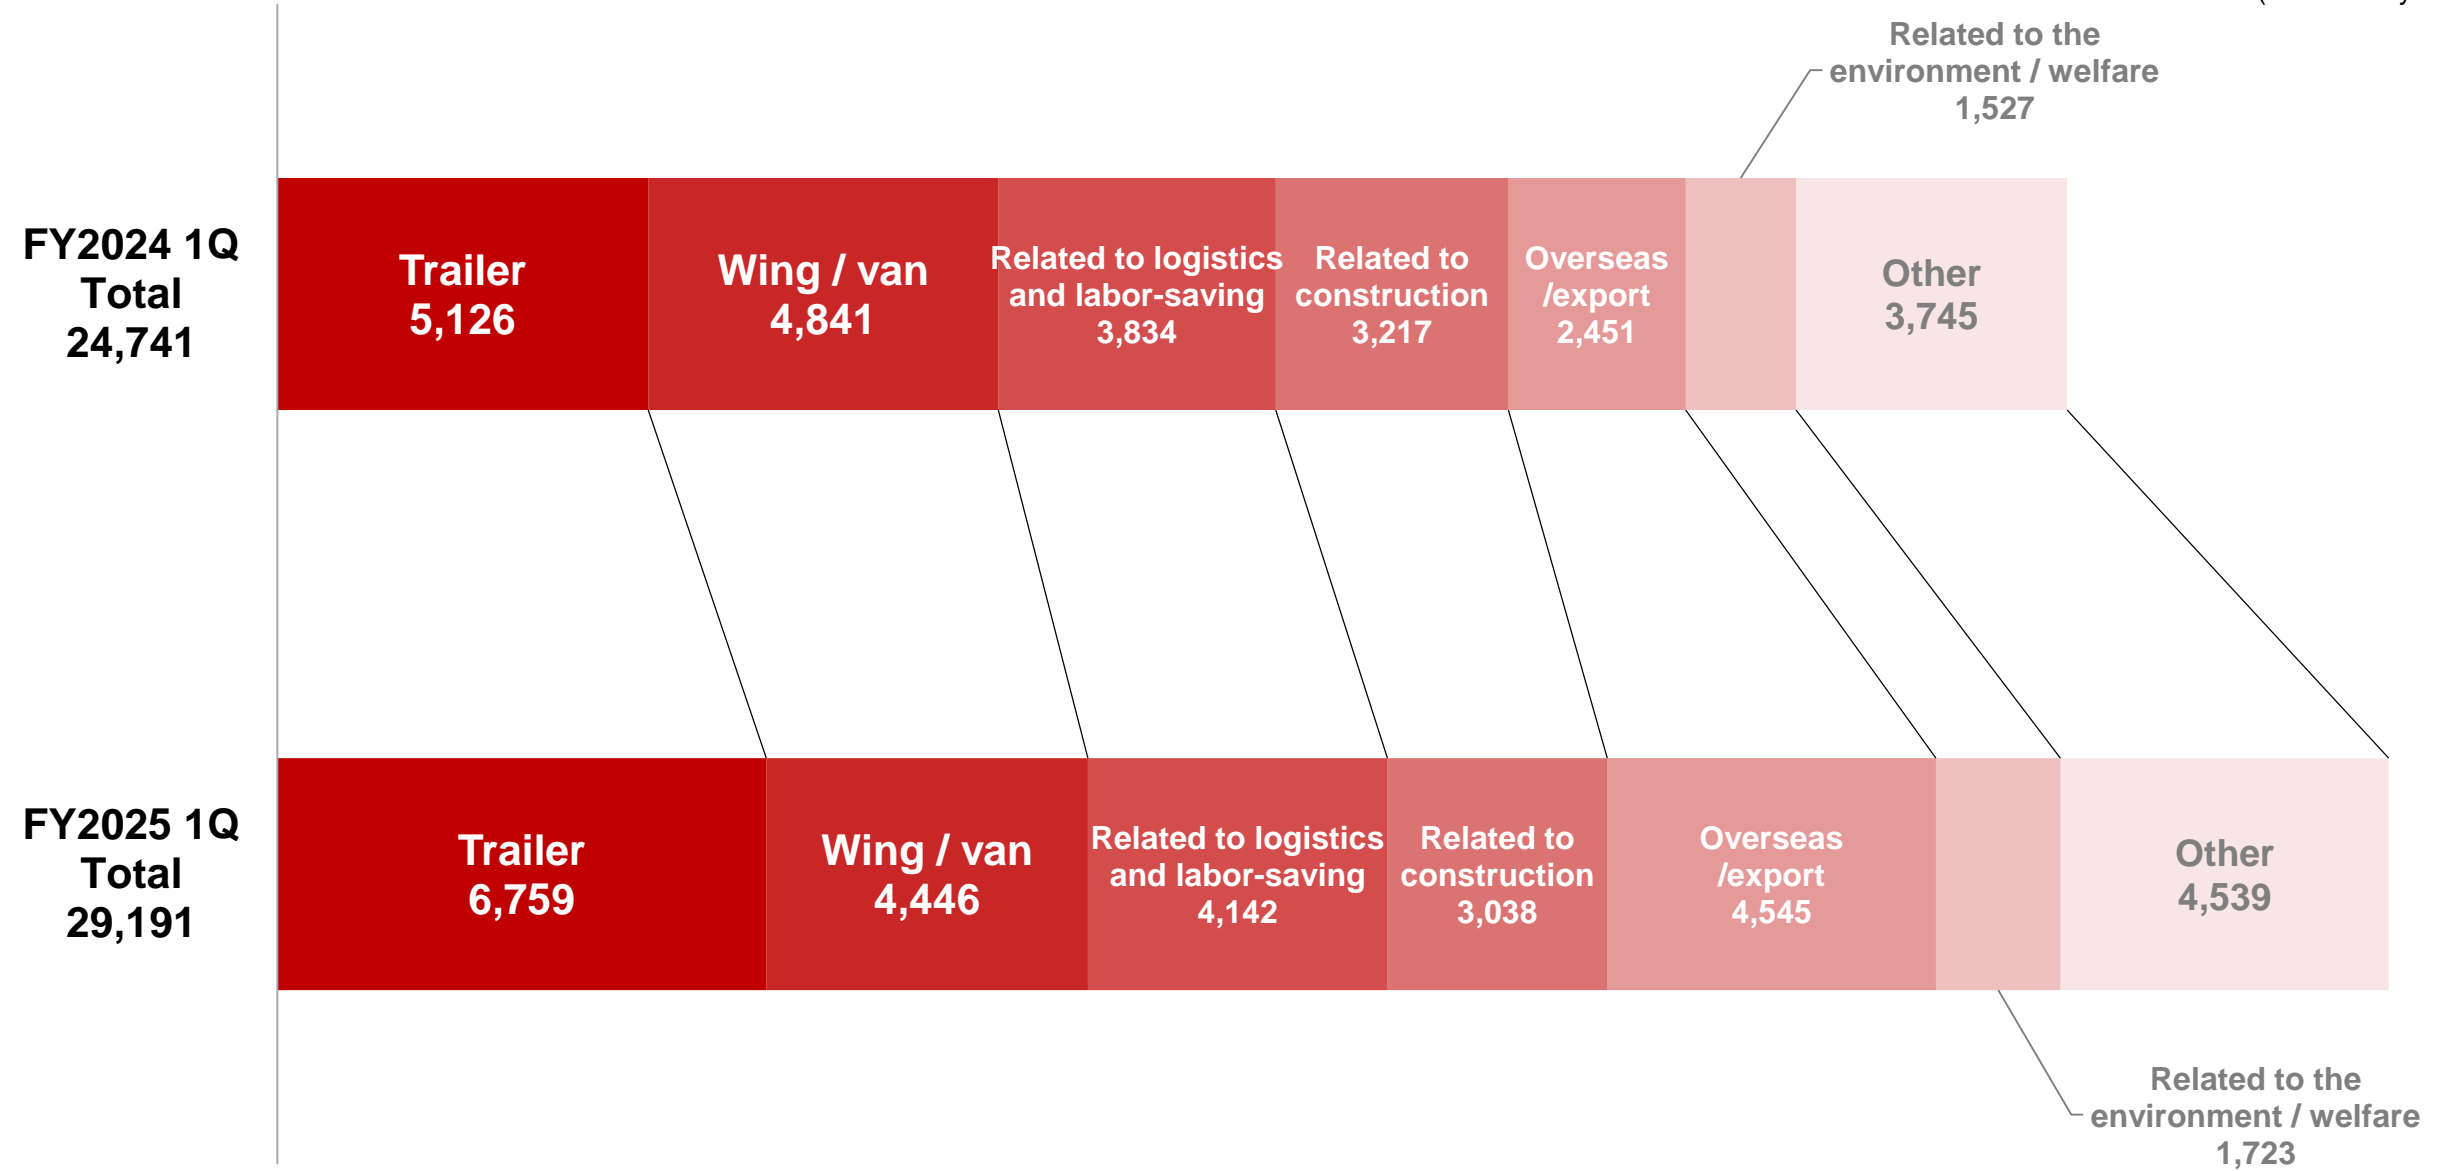 Related to the
environment / welfare
1,527
FY2024 1Q
Total
24,741
Trailer
5,126
Wing / van
4,841
Related to logistics
and labor-saving
3,834
Related to
construction
3,217
Overseas
/export
2,451
Other
3,745
FY2025 1Q
Total
29,191
Trailer
6,759
Wing / van
4,446
Related to logistics
and labor-saving
4,142
Related to
construction
3,038
Overseas
/export
4,545
Other
4,539
Related to the
environment / welfare
1,723